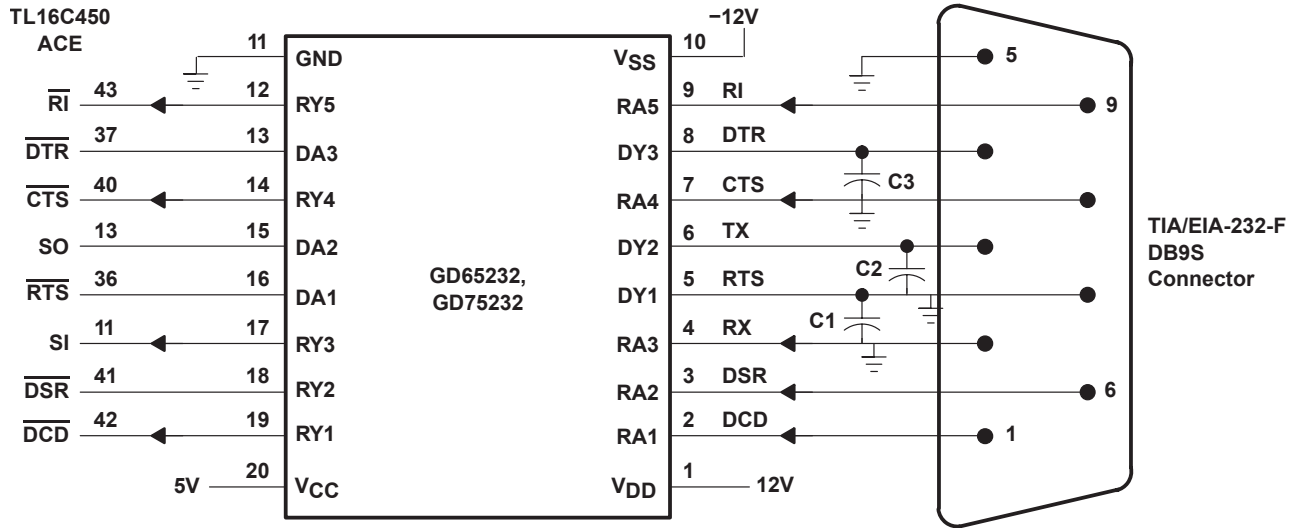 TL16C450
ACE
−12V
11 GND VSS 10 5
RI 43 12 RY5 RA5 9 RI 9
DTR 37 13 DA3 DY3 8 DTR
C3
CTS 40 14 RY4 RA4 7 CTS
SO 13 15 DA2 DY2 6 TX
C2
RTS 36 16 DA1 DY1 5 RTS
C1
SI 11 17 RY3 RA3 4 RX
DSR 41 18 RY2 RA2 3 DSR 6
DCD 42 19 RY1 RA1 2 DCD 1
5V 20 VCC VDD 1 12V
GD65232,
GD75232
TIA/EIA-232-F
DB9S
Connector